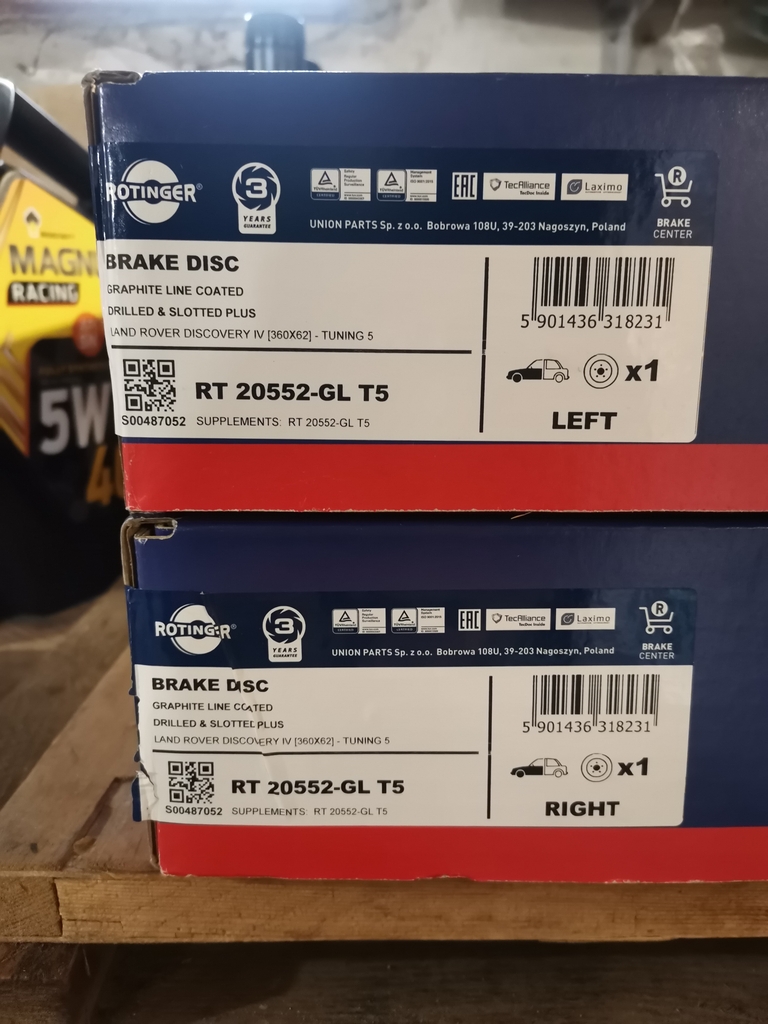 ROTINGER®
3
YEARS
GUARANTEE
EAC
TecAlliance
TecDoc Inside
Laximo
R
BRAKE
CENTER
UNION PARTS Sp. z o.o. Bobrowa 108U, 39-203 Nagoszyn, Poland
BRAKE DISC
GRAPHITE LINE COATED
DRILLED & SLOTTED PLUS
LAND ROVER DISCOVERY IV [360X62] - TUNING 5
5 901436 318231
RT 20552-GL T5
x1
S00487052 SUPPLEMENTS: RT 20552-GL T5
LEFT
RACING
5W
ROTINGER®
3
YEARS
GUARANTEE
EAC
TecAlliance
TecDoc Inside
Laximo
R
BRAKE
CENTER
UNION PARTS Sp. z o.o. Bobrowa 108U, 39-203 Nagoszyn, Poland
BRAKE DISC
GRAPHITE LINE COATED
DRILLED & SLOTTED PLUS
LAND ROVER DISCOVERY IV [360X62] - TUNING 5
5 901436 318231
RT 20552-GL T5
x1
S00487052 SUPPLEMENTS: RT 20552-GL T5
RIGHT